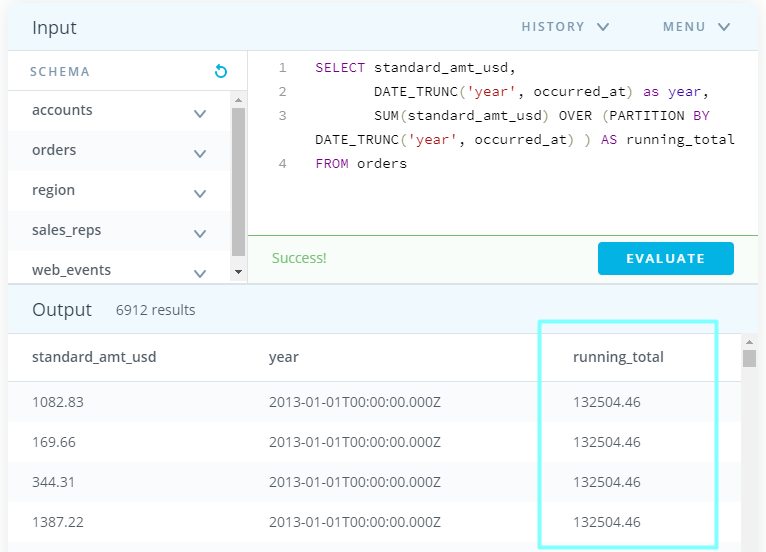 Input
HISTORY
MENU
SCHEMA
accounts
orders
region
sales_reps
web_events
1 SELECT standard_amt_usd,
2 DATE_TRUNC('year', occurred_at) as year,
3 SUM(standard_amt_usd) OVER (PARTITION BY
DATE_TRUNC('year', occurred_at) ) AS running_total
4 FROM orders
Success!
EVALUATE
Output 6912 results
standard_amt_usd year running_total
1082.83 2013-01-01T00:00:00.000Z 132504.46
169.66 2013-01-01T00:00:00.000Z 132504.46
344.31 2013-01-01T00:00:00.000Z 132504.46
1387.22 2013-01-01T00:00:00.000Z 132504.46